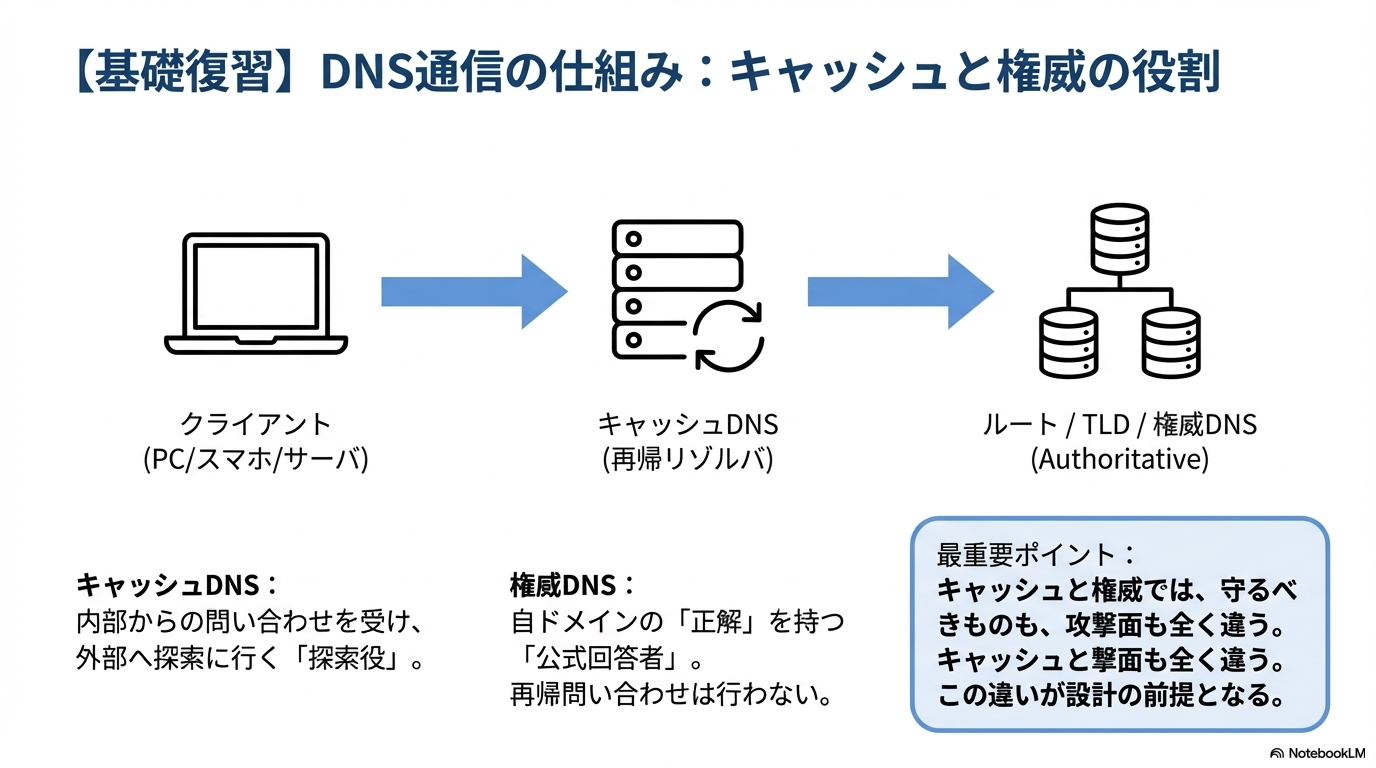 【基礎復習】DNS通信の仕組み：キャッシュと権威の役割
クライアント
(PC/スマホ/サーバ)
キャッシュDNS
(再帰リゾルバ)
ルート / TLD / 権威DNS
(Authoritative)
キャッシュDNS：
内部からの問い合わせを受け、
外部へ探索に行く「探索役」。
権威DNS：
自ドメインの「正解」を持つ
「公式回答者」。
再帰問い合わせは行わない。
最重要ポイント：
キャッシュと権威では、守るべ
きものも、攻撃面も全く違う。
キャッシュと撃面も全く違う。
この違いが設計の前提となる。
NotebookLM